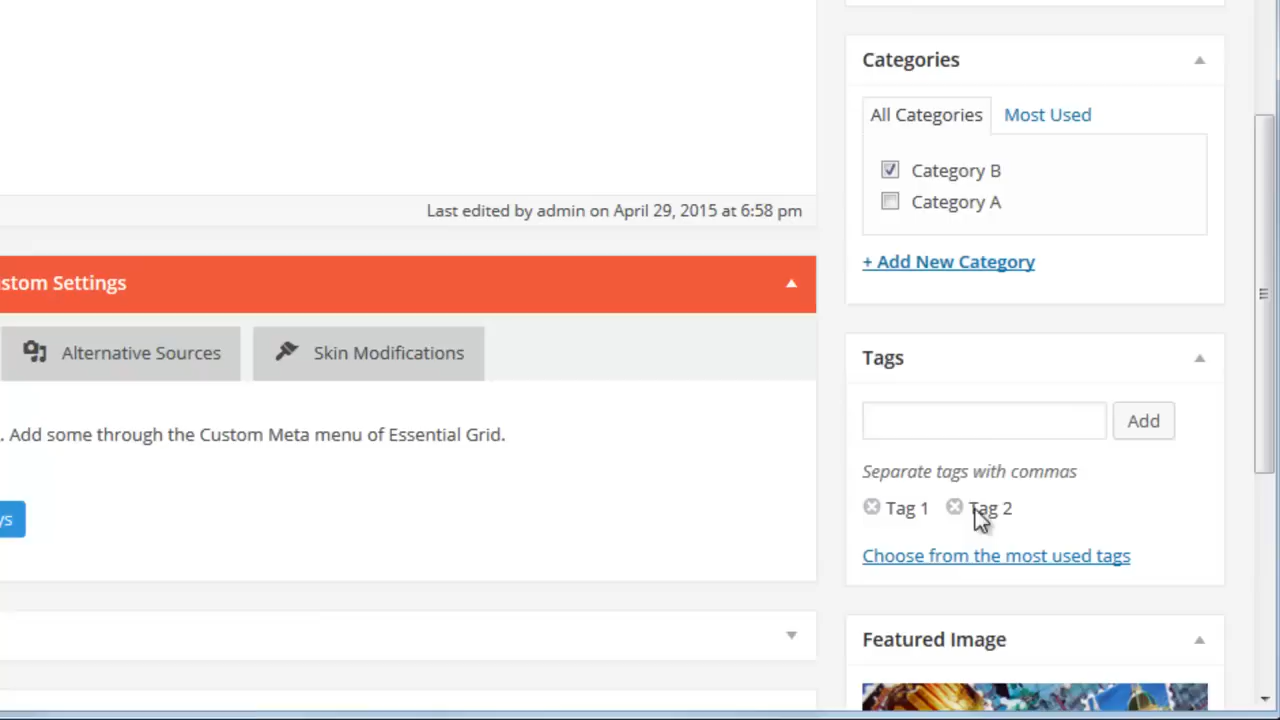 Categories
All Categories Most Used
Category B
Category A
+ Add New Category
Last edited by admin on April 29, 2015 at 6:58 pm
stom Settings
Alternative Sources Skin Modifications
. Add some through the Custom Meta menu of Essential Grid.
ys
Tags
Add
Separate tags with commas
Tag 1 Tag 2
Choose from the most used tags
Featured Image